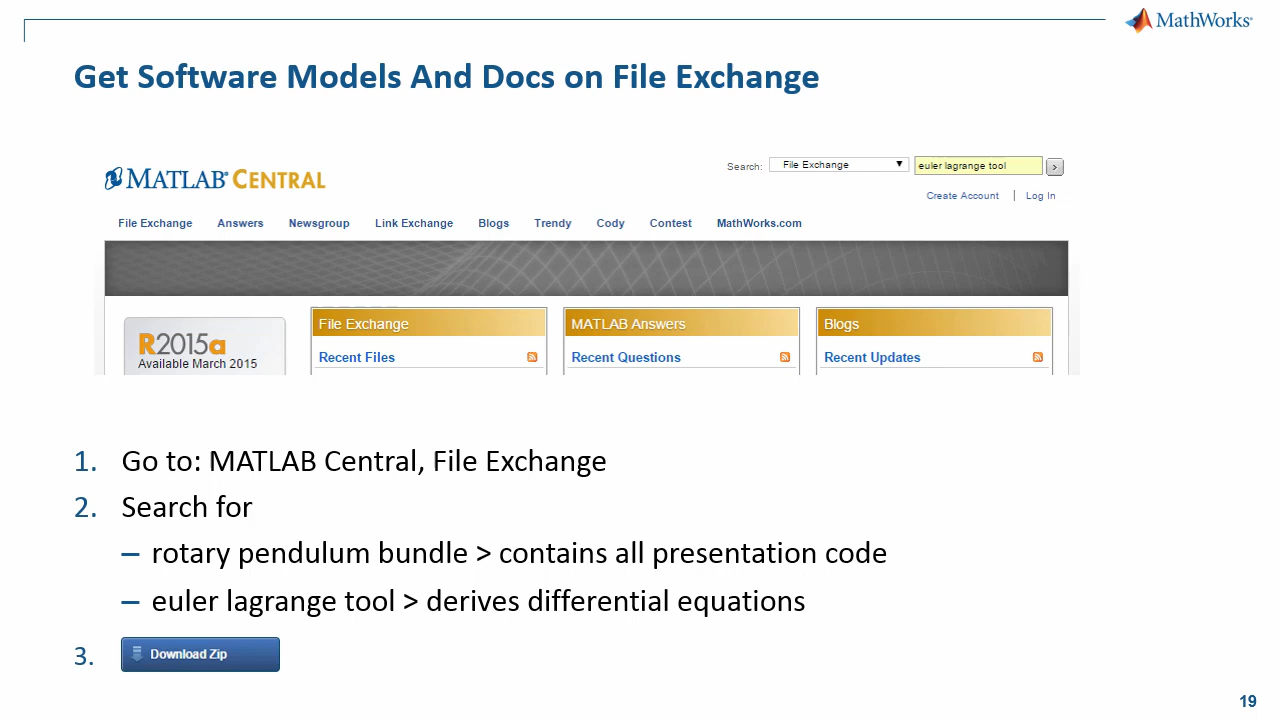 MathWorks®
Get Software Models And Docs on File Exchange
MATLAB® CENTRAL
Search: File Exchange euler lagrange tool >
Create Account | Log In
File Exchange Answers Newsgroup Link Exchange Blogs Trendy Cody Contest MathWorks.com
R2015a
Available March 2015
File Exchange
Recent Files
MATLAB Answers
Recent Questions
Blogs
Recent Updates
1. Go to: MATLAB Central, File Exchange
2. Search for
– rotary pendulum bundle > contains all presentation code
– euler lagrange tool > derives differential equations
3. Download Zip
19